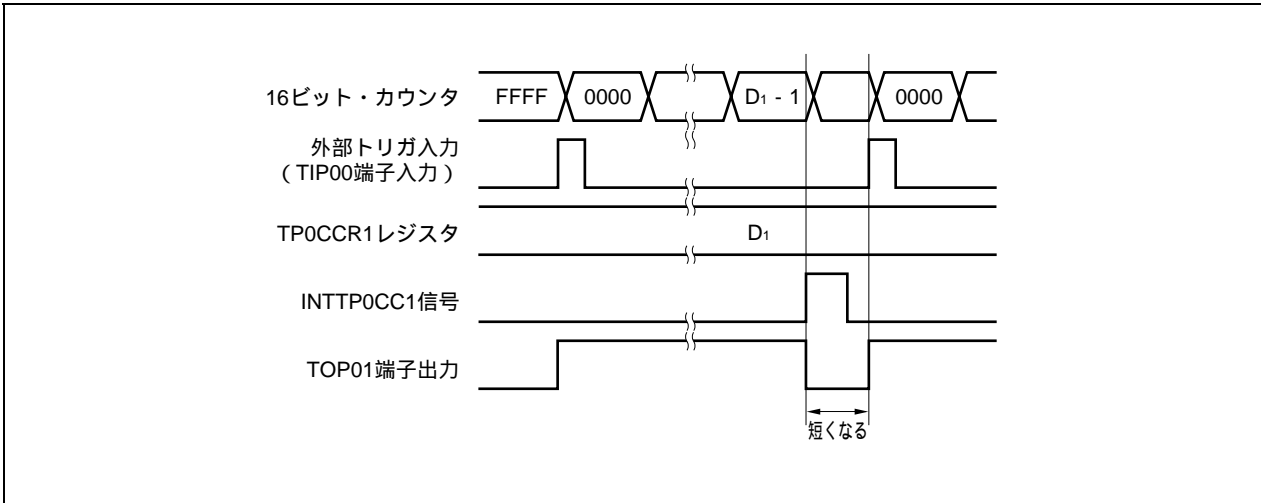 16ビット・カウンタ FFFF 0000 D1 - 1 0000
外部トリガ入力
（TIP00端子入力）
TP0CCR1レジスタ D1
INTTP0CC1信号
TOP01端子出力
短くなる